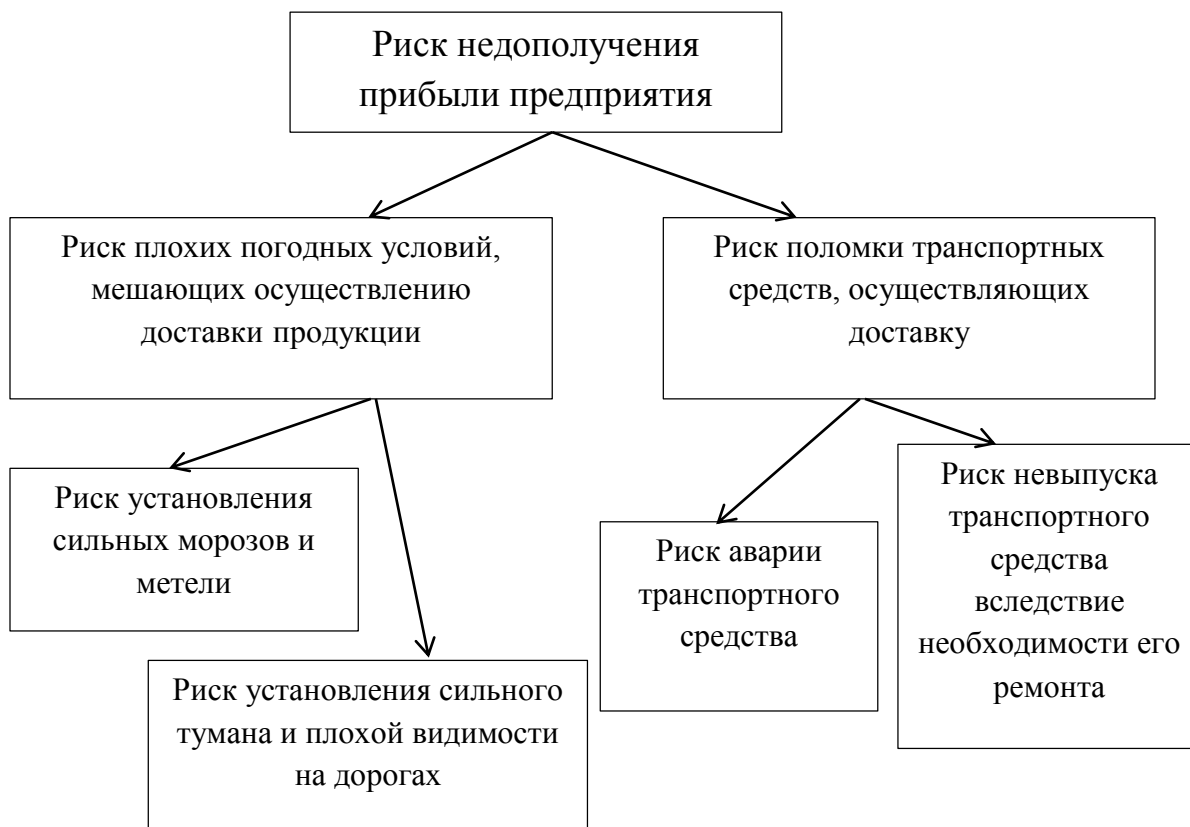 Риск недополучения
прибыли предприятия
Риск плохих погодных условий,
мешающих осуществлению
доставки продукции
Риск поломки транспортных
средств, осуществляющих
доставку
Риск установления
сильных морозов и
метели
Риск установления сильного
тумана и плохой видимости
на дорогах
Риск аварии
транспортного
средства
Риск невыпуска
транспортного
средства
вследствие
необходимости его
ремонта